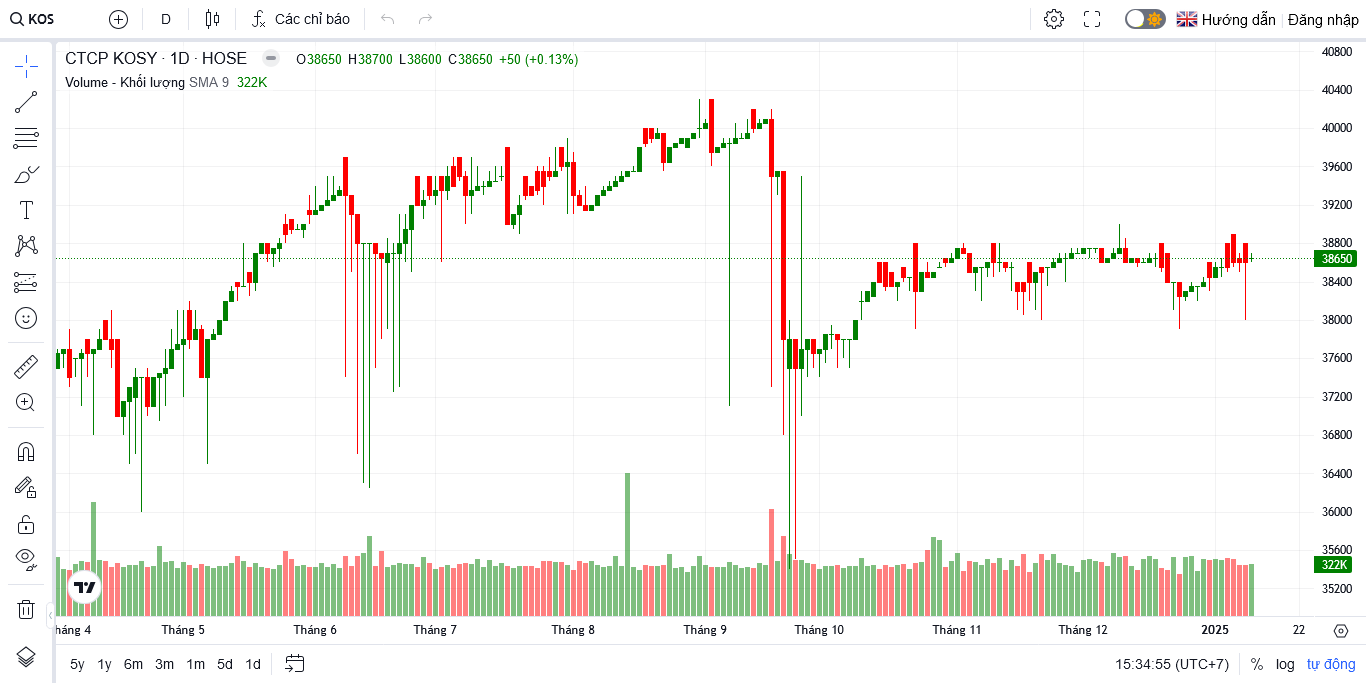 KOS D Các chỉ báo Hướng dẫn Đăng nhập
CTCP KOSY · 1D · HOSE O38650 H38700 L38600 C38650 +50 (+0.13%)
Volume - Khối lượng SMA 9 322K
40800
40400
40000
39600
39200
38800
38650
38400
38000
37600
37200
36800
36400
36000
35600
322K
35200
háng 4 Tháng 5 Tháng 6 Tháng 7 Tháng 8 Tháng 9 Tháng 10 Tháng 11 Tháng 12 2025 22
5y 1y 6m 3m 1m 5d 1d 15:34:55 (UTC+7) % log tự động